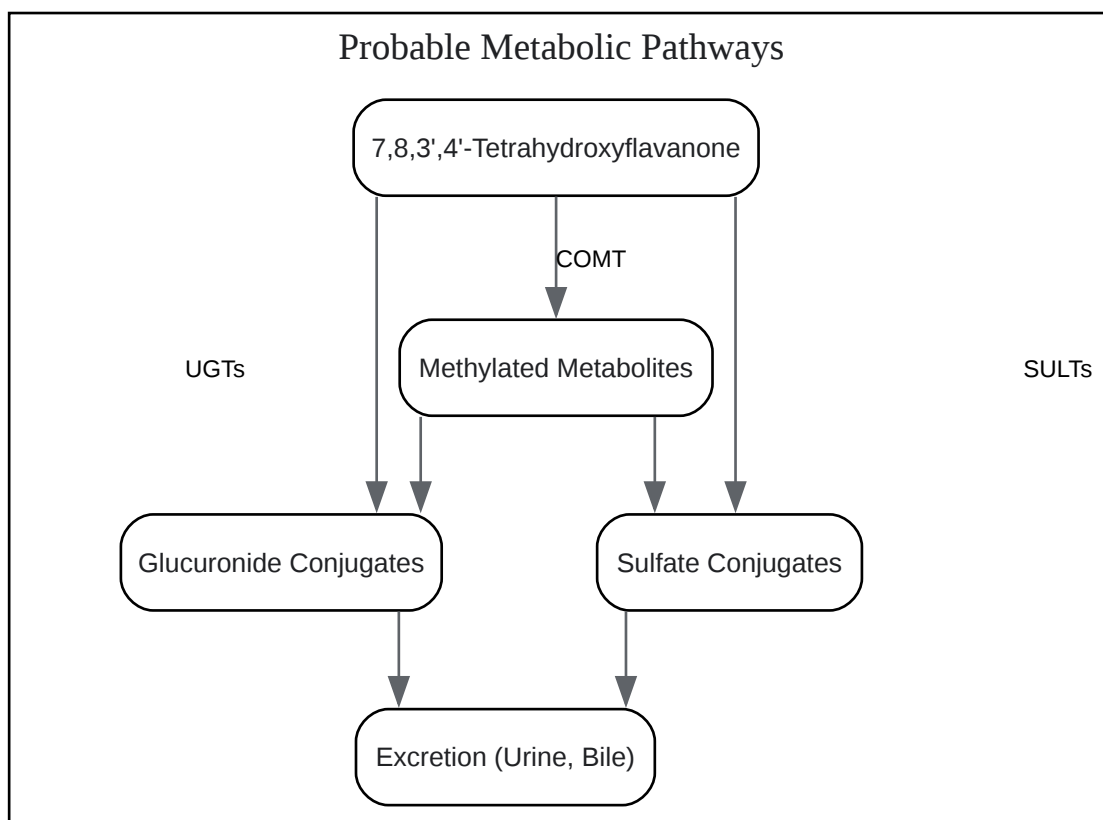 Probable Metabolic Pathways
7,8,3',4'-Tetrahydroxyflavanone
COMT
UGTs
Methylated Metabolites
SULTs
Glucuronide Conjugates
Sulfate Conjugates
Excretion (Urine, Bile)